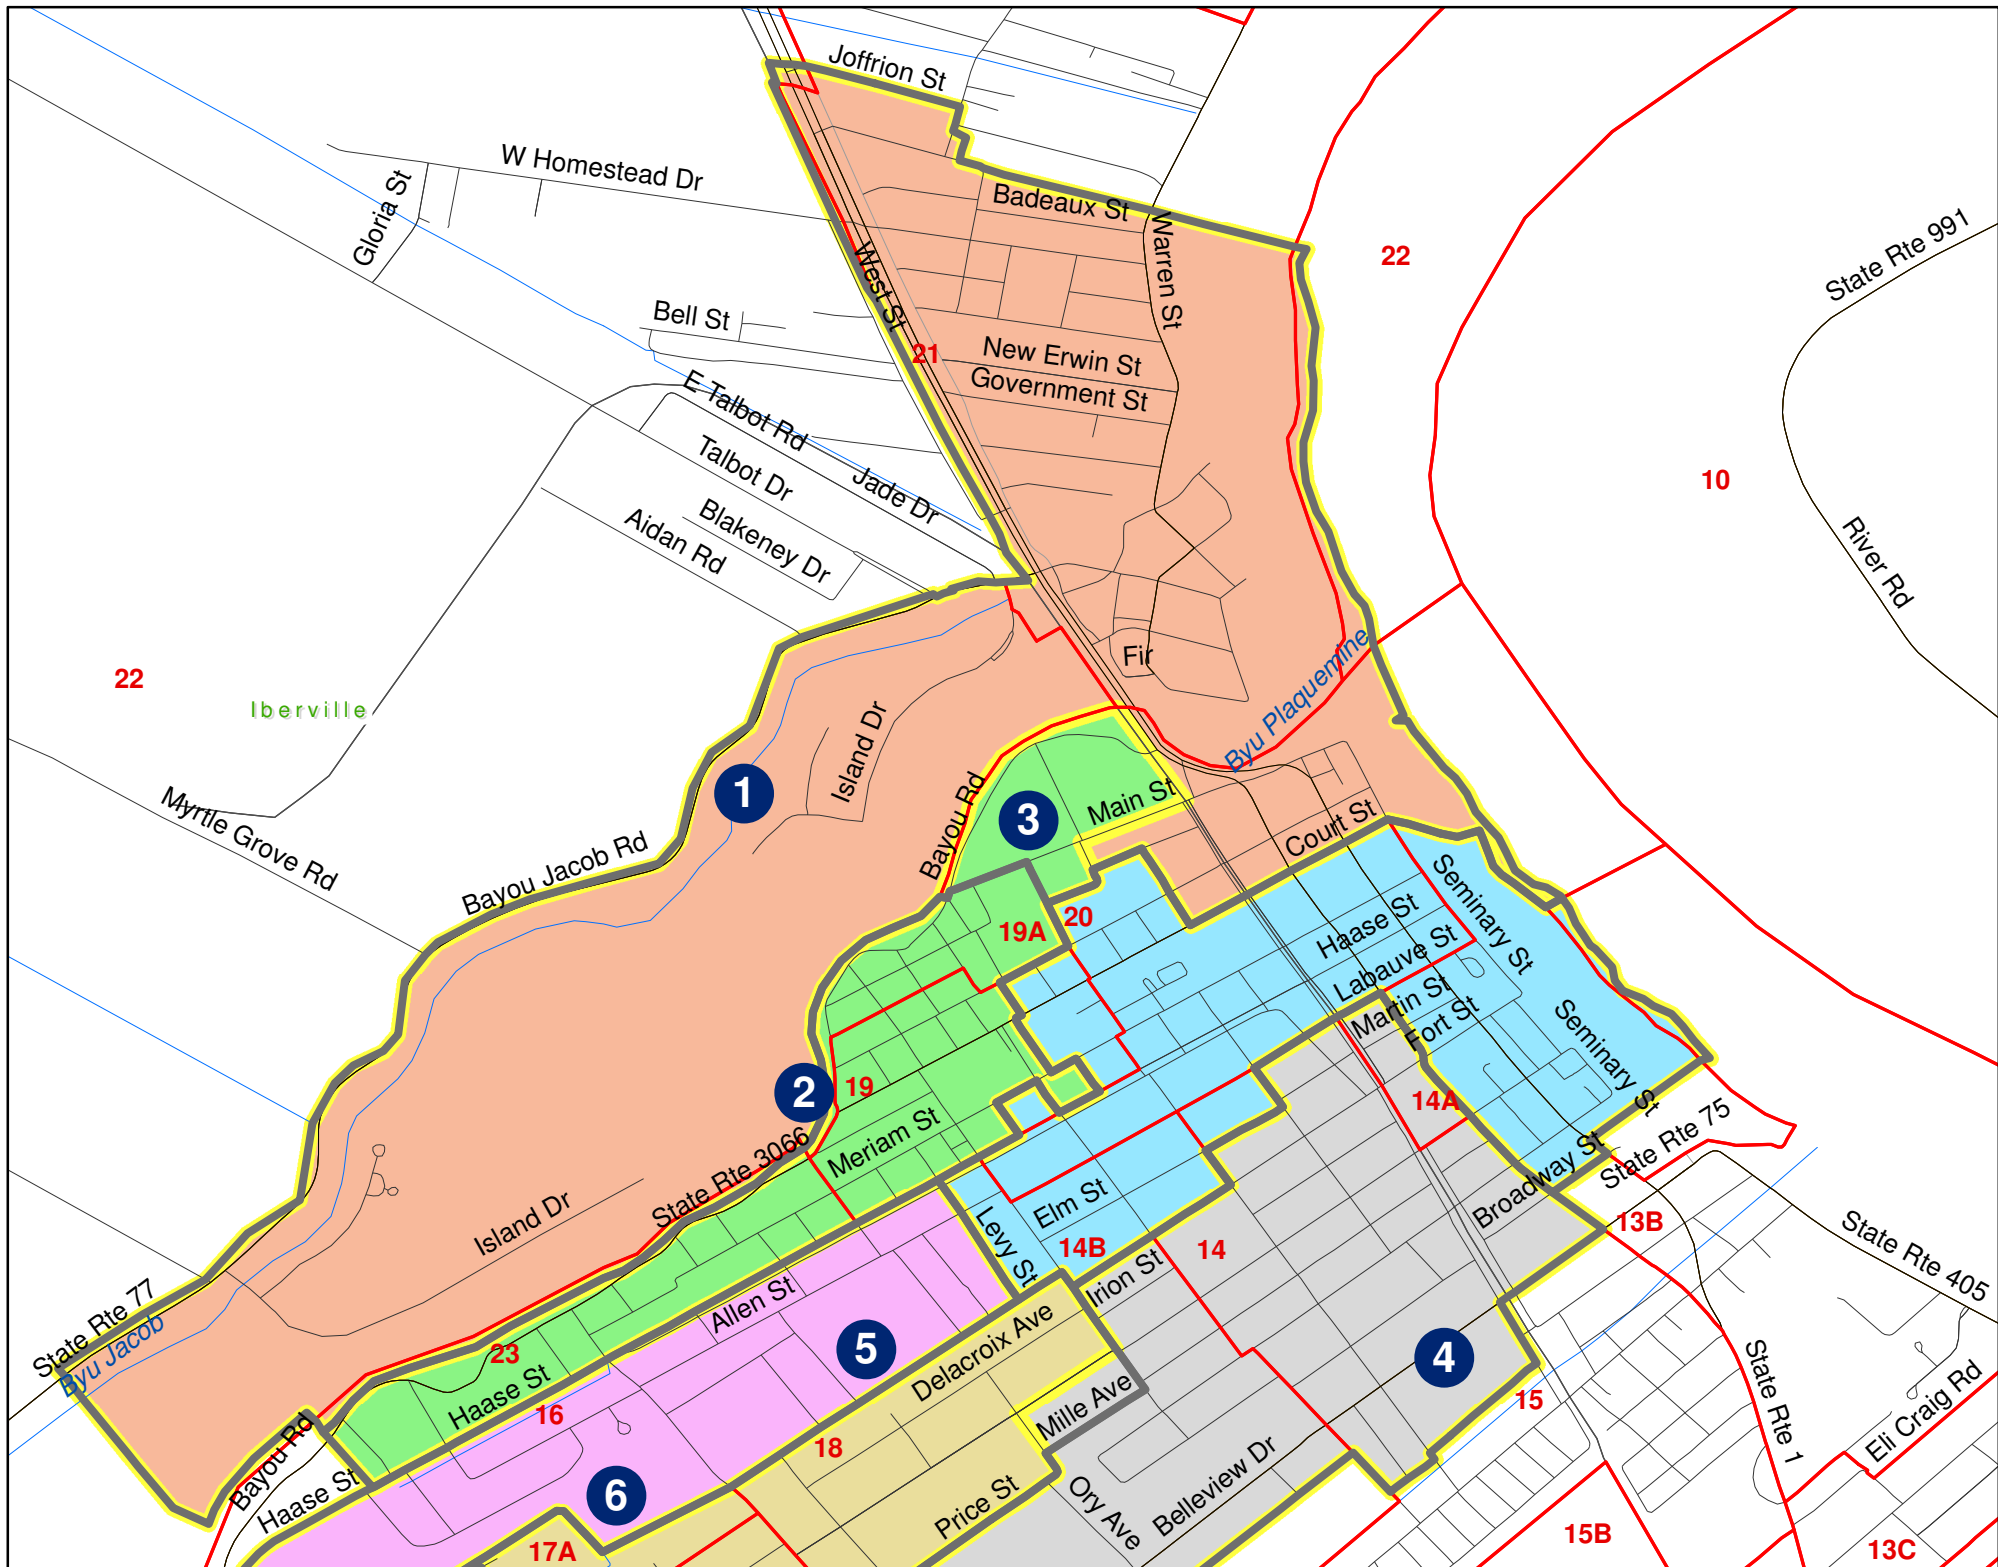 Joffrion St
W Homestead Dr
Gloria St
Badeaux St
Warren St
22
State Rte 991
West St
Bell St
21
New Erwin St
Government St
E Talbot Rd
Talbot Dr
Jade Dr
Blakeney Dr
Aidan Rd
10
River Rd
Fir
22
Iberville
Byu Plaquemine
Island Dr
1
Myrtle Grove Rd
Bayou Jacob Rd
Bayou Rd
3
Main St
Court St
Seminary St
Haase St
20
19A
Labauve St
Martin St
Fort St
Seminary St
Seminary St
2
19
14A
Meriam St
State Rte 3066
State Rte 75
Broadway St
Island Dr
Elm St
Levy St
14B
14
13B
State Rte 405
Irion St
State Rte 77
Byu Jacob
Allen St
23
5
Delacroix Ave
4
15
State Rte 1
Eli Craig Rd
Haase St
16
Mille Ave
18
Bayou Rd
Haase St
6
Price St
Ory Ave
Belleview Dr
17A
15B
13C